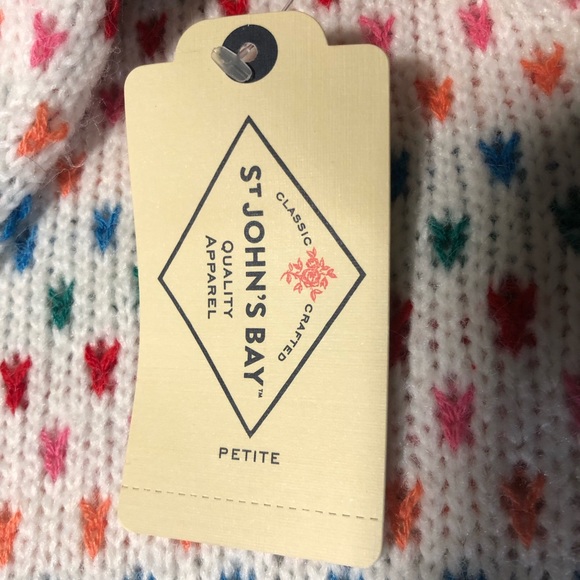 CLASSIC CRAFTED
ST JOHN'S BAY™
QUALITY
APPAREL
PETITE